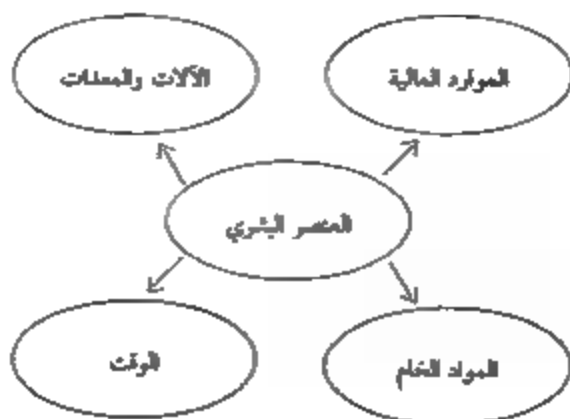 الموارد المالية
الآلات والمعدات
العنصر البشري
المواد الخام
الوقت